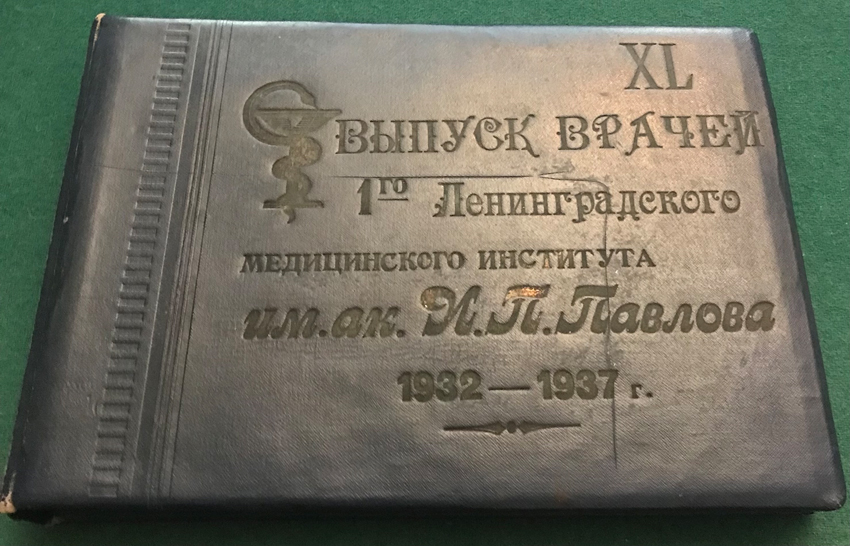 XL
ВЫПУСК ВРАЧЕЙ
1го Ленинградского
МЕДИЦИНСКОГО ИНСТИТУТА
им. ак. И. П. Павлова
1932 — 1937 г.